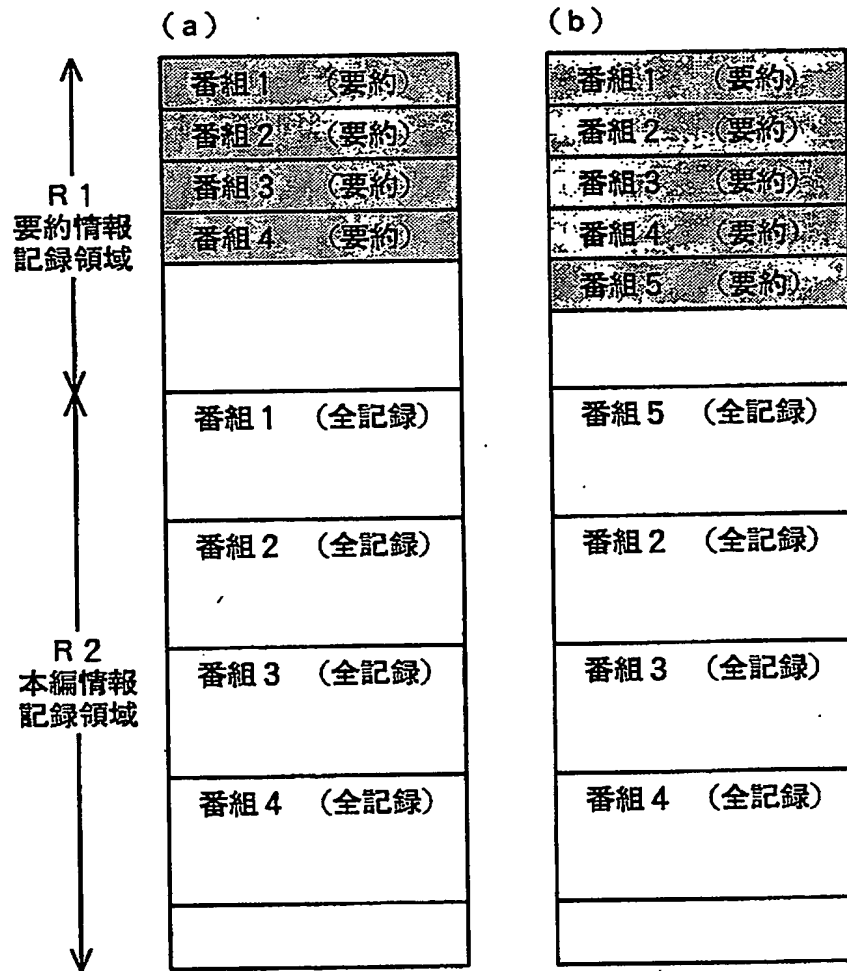 (a)
番組1 (要約)
番組2 (要約)
番組3 (要約)
番組4 (要約)
番組1 (全記録)
番組2 (全記録)
番組3 (全記録)
番組4 (全記録)
(b)
番組1 (要約)
番組2 (要約)
番組3 (要約)
番組4 (要約)
番組5 (要約)
番組5 (全記録)
番組2 (全記録)
番組3 (全記録)
番組4 (全記録)
R1
要約情報
記録領域
R2
本編情報
記録領域